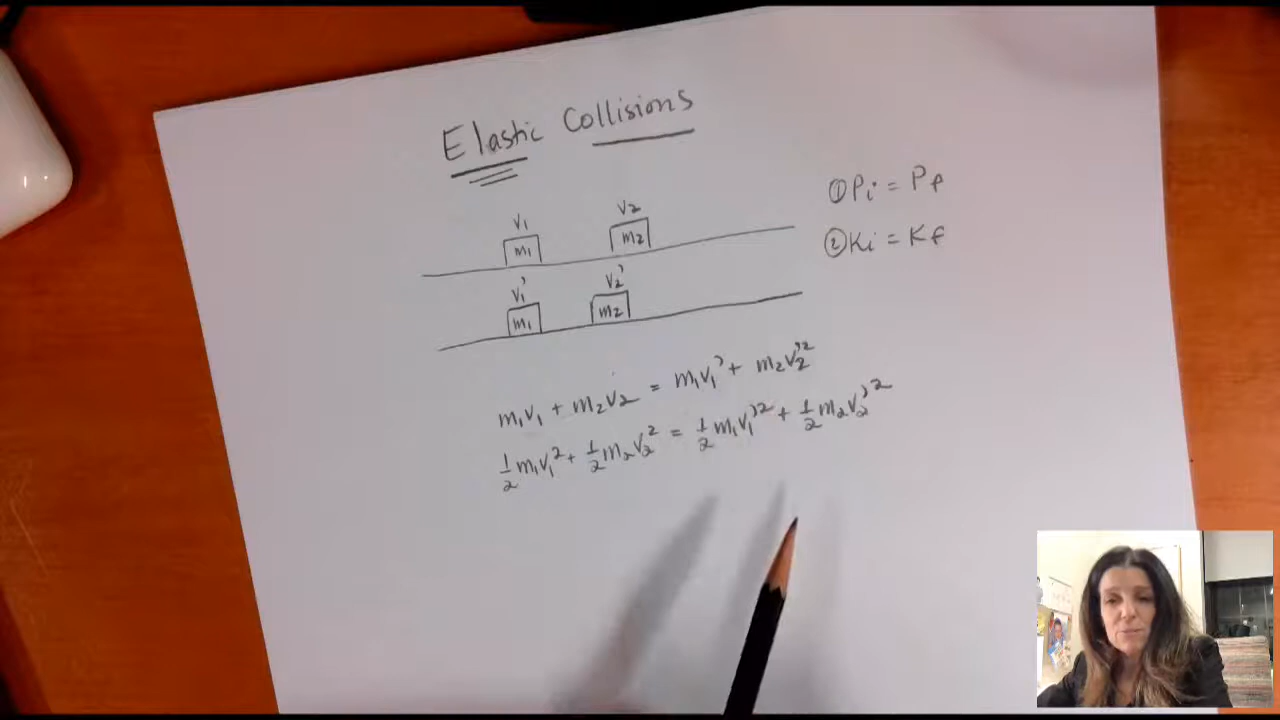 Elastic Collisions
v₁ v₂
m₁ m₂
v₁' v₂'
m₁ m₂
① Pi = Pf
② Ki = Kf
m₁v₁ + m₂v₂ = m₁v₁' + m₂v₂'²
½m₁v₁² + ½m₂v₂² = ½m₁v₁'² + ½m₂v₂'²